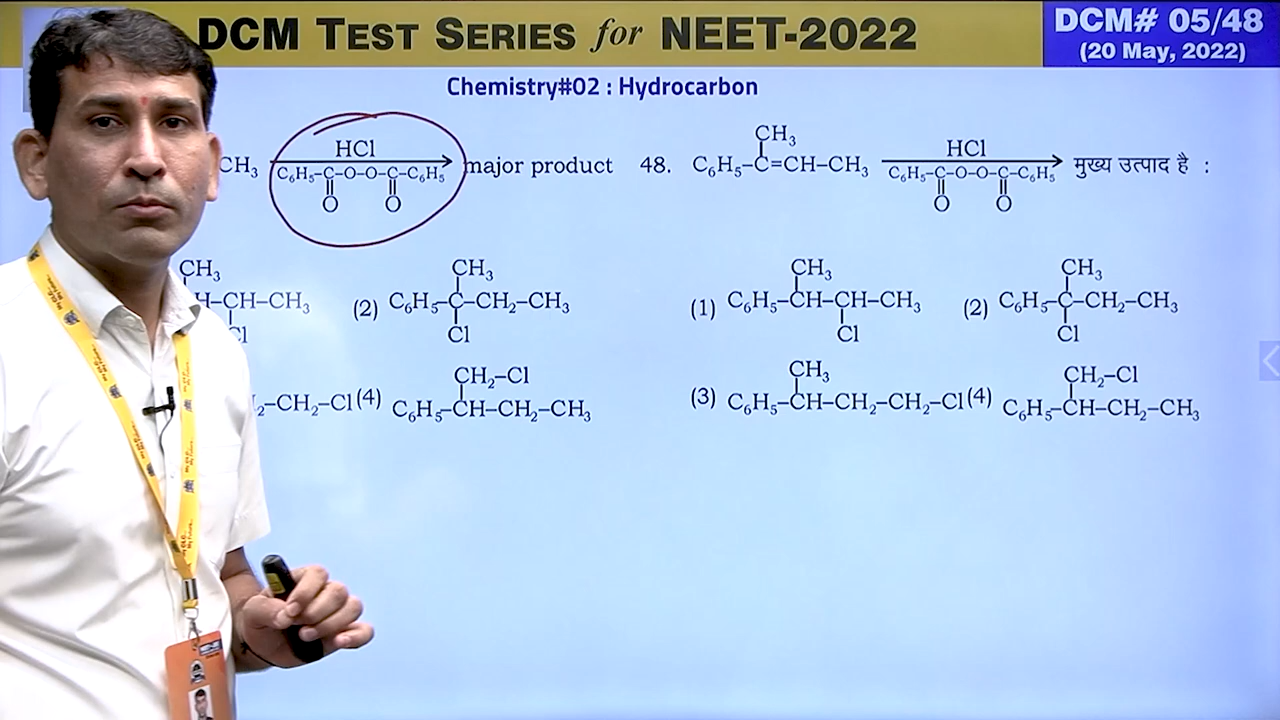 DCM TEST SERIES for NEET-2022
DCM# 05/48
(20 May, 2022)
Chemistry#02 : Hydrocarbon
CH₃ HCl major product
C₆H₅–C–O–O–C–C₆H₅
O O
CH₃
H–CH–CH₃
Cl
(2) CH₃
C₆H₅–C–CH₂–CH₃
Cl
₂–CH₂–Cl
(4) CH₂–Cl
C₆H₅–CH–CH₂–CH₃
48. CH₃
C₆H₅–C=CH–CH₃ HCl मुख्य उत्पाद है :
C₆H₅–C–O–O–C–C₆H₅
O O
(1) CH₃
C₆H₅–CH–CH–CH₃
Cl
(2) CH₃
C₆H₅–C–CH₂–CH₃
Cl
(3) CH₃
C₆H₅–CH–CH₂–CH₂–Cl
(4) CH₂–Cl
C₆H₅–CH–CH₂–CH₃